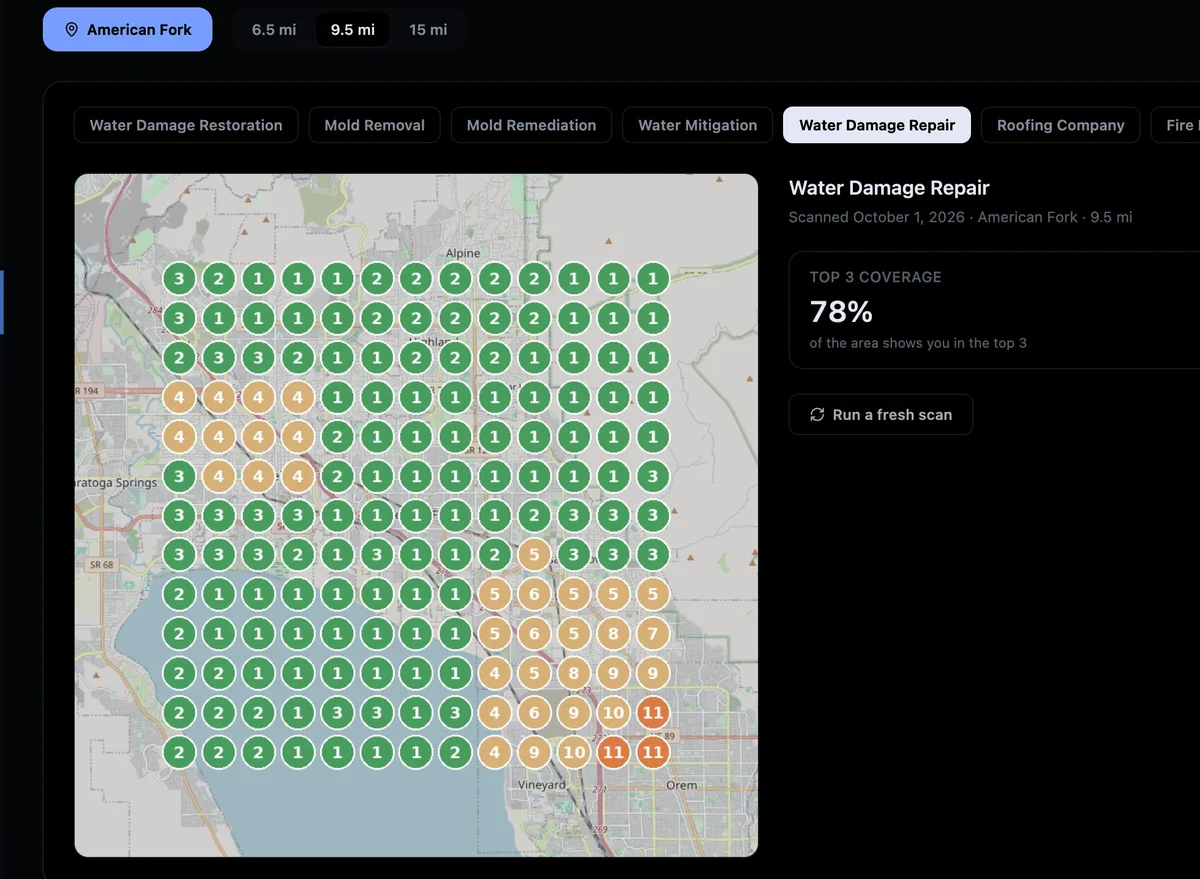 American Fork 6.5 mi 9.5 mi 15 mi
Water Damage Restoration Mold Removal Mold Remediation Water Mitigation Water Damage Repair Roofing Company Fire
Water Damage Repair
Scanned October 1, 2026 · American Fork · 9.5 mi
TOP 3 COVERAGE
78%
of the area shows you in the top 3
Run a fresh scan
Alpine
3 2 1 1 1 2 2 2 2 2 1 1 1
284
3 1 1 1 1 2 2 2 2 2 1 1 1
Highland
2 3 3 2 1 1 2 2 2 1 1 1 1
R 194
4 4 4 4 1 1 1 1 1 1 1 1 1
4 4 4 4 2 1 1 1 1 1 1 1 1
3 4 4 4 2 1 1 1 1 1 1 1 3
aratoga Springs
3 3 3 3 1 1 1 1 1 2 3 3 3
3 3 3 2 1 3 1 1 2 5 3 3 3
SR 68
2 1 1 1 1 1 1 1 5 6 5 5 5
2 1 1 1 1 1 1 1 5 6 5 8 7
2 2 1 1 1 1 1 1 4 5 8 9 9
273
2 2 2 1 3 3 1 3 4 6 9 10 11
89
2 2 2 1 1 1 1 2 4 9 10 11 11
Vineyard
271
Orem
269